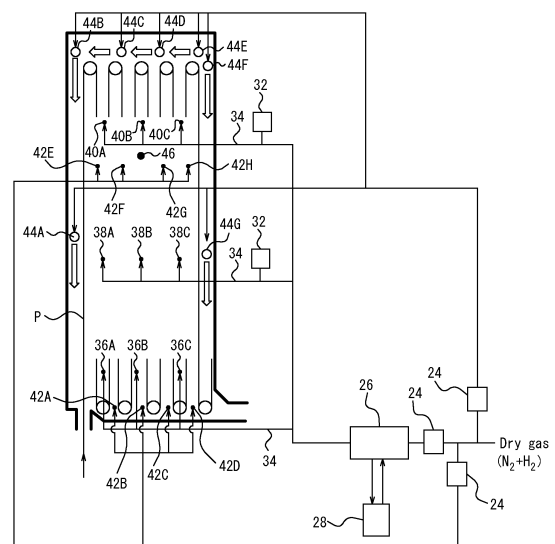 44B
44C
44D
44E
44F
32
34
40A
40B
40C
46
42E
42H
42F
42G
44A
38A
38B
38C
44G
32
34
P
36A
36B
36C
42A
26
24
24
Dry gas
(N2+H2)
42B
42C
42D
34
24
28